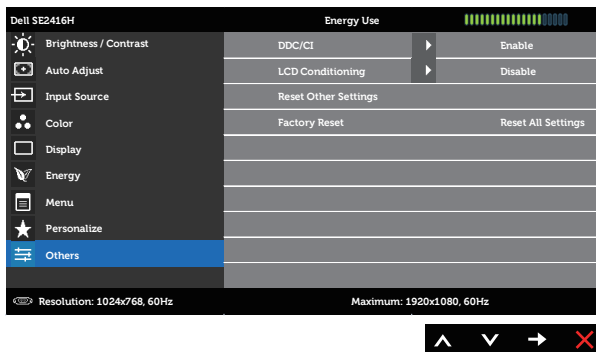 Dell SE2416H
Energy Use
Brightness / Contrast
Auto Adjust
Input Source
Color
Display
Energy
Menu
Personalize
Others
DDC/CI Enable
LCD Conditioning Disable
Reset Other Settings
Factory Reset Reset All Settings
Resolution: 1024x768, 60Hz
Maximum: 1920x1080, 60Hz